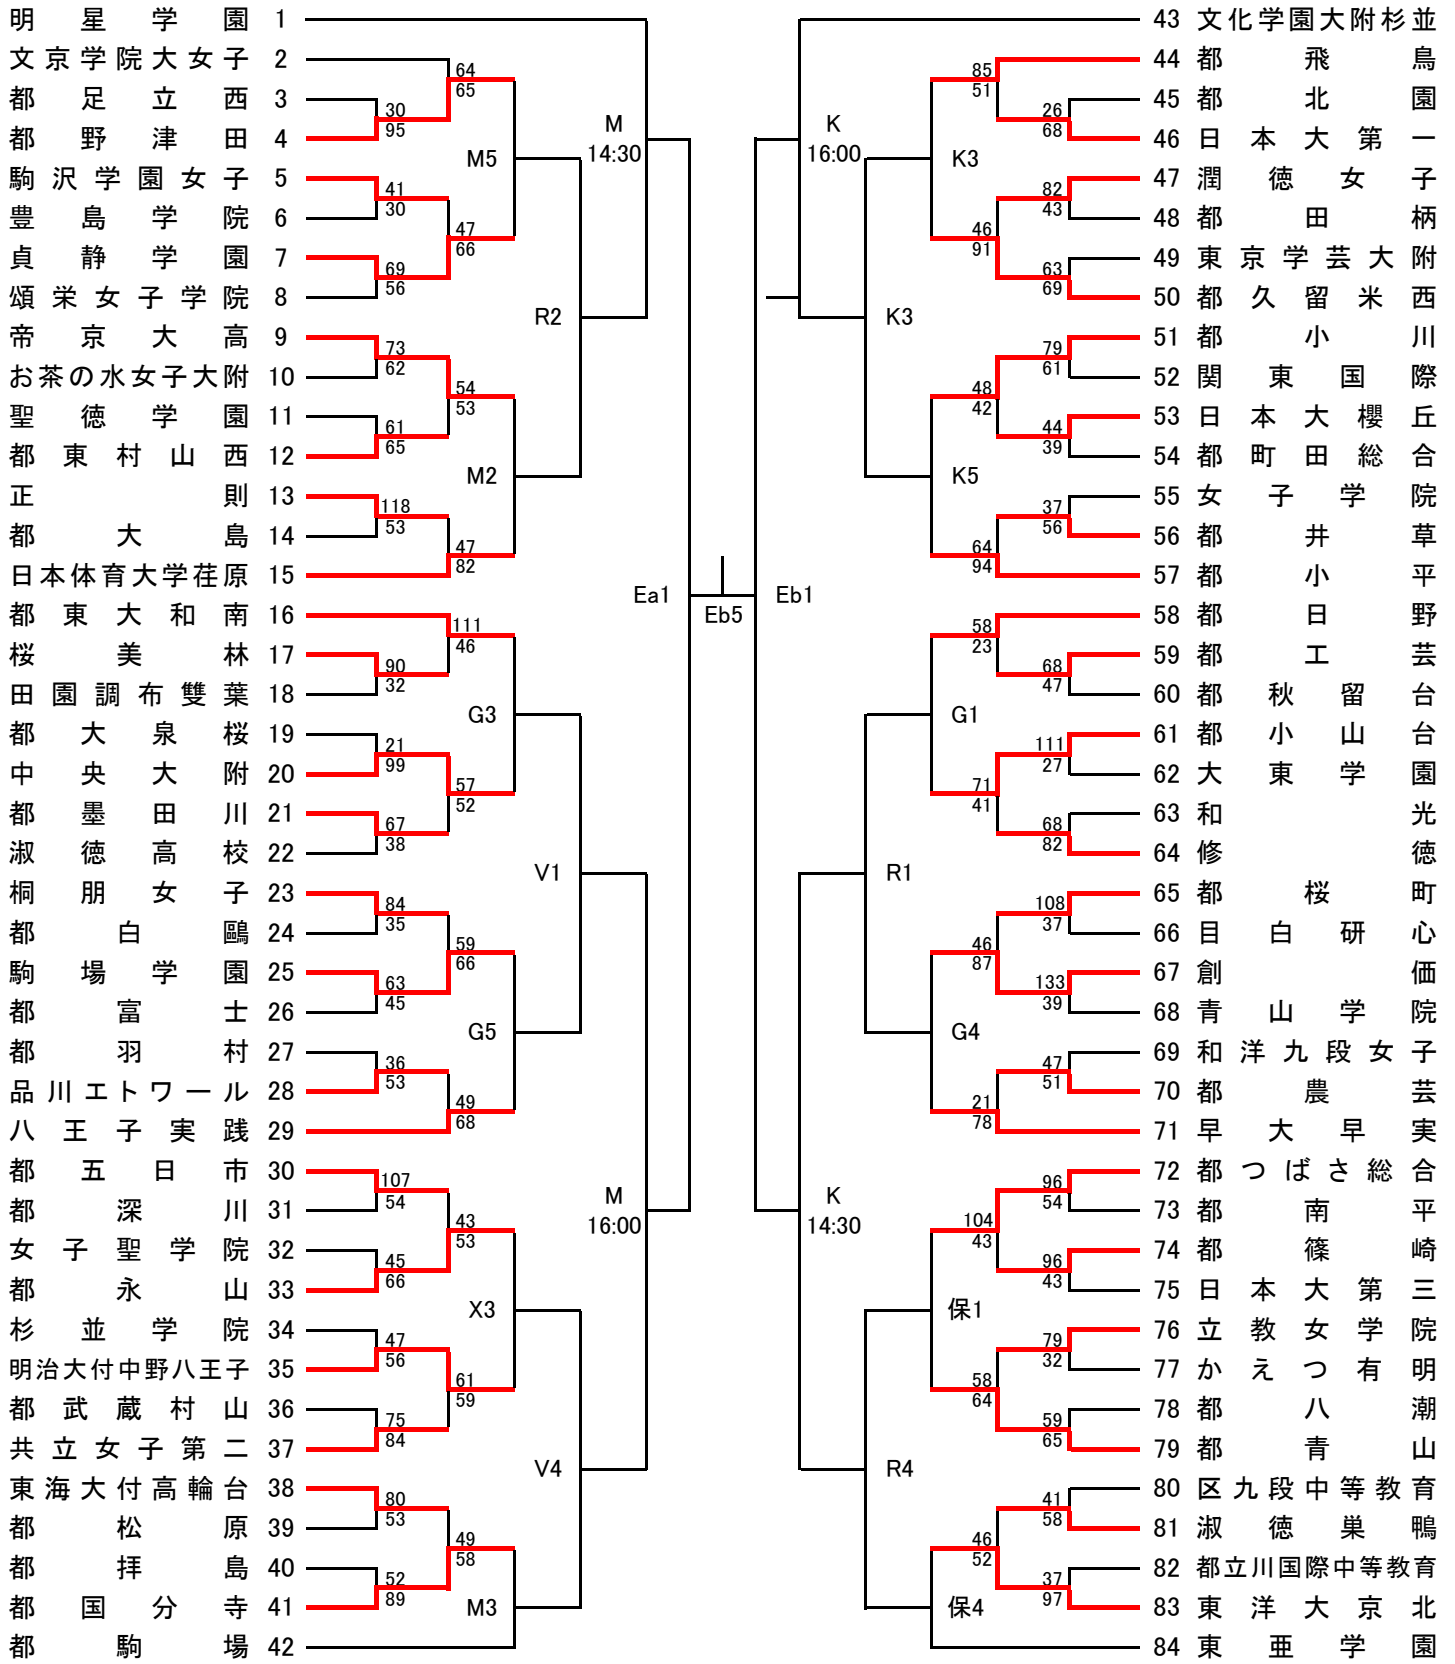 明星学園 1
文京学院大女子 2
都足立西 3
都野津田 4
駒沢学園女子 5
豊島学院 6
貞静学園 7
頌栄女子学院 8
帝京大高 9
お茶の水女子大附 10
聖徳学園 11
都東村山西 12
正則 13
都大島 14
日本体育大学荏原 15
都東大和南 16
桜美林 17
田園調布雙葉 18
都大泉桜 19
中央大附 20
都墨田川 21
淑徳高校 22
桐朋女子 23
都白鷗 24
駒場学園 25
都富士 26
都羽村 27
品川エトワール 28
八王子実践 29
都五日市 30
都深川 31
女子聖学院 32
都永山 33
杉並学院 34
明治大付中野八王子 35
都武蔵村山 36
共立女子第二 37
東海大付高輪台 38
都松原 39
都拝島 40
都国分寺 41
都駒場 42
30
95
41
30
69
56
73
62
61
65
118
53
90
32
21
99
67
38
84
35
63
45
36
53
107
54
45
66
47
56
75
84
80
53
52
89
64
65
47
66
54
53
47
82
111
46
57
52
59
66
49
68
43
53
61
59
49
58
M5
M2
G3
G5
X3
M3
R2
V1
V4
M
14:30
M
16:00
Ea1
Eb5
Eb1
K
16:00
K
14:30
K3
R1
R4
K3
K5
G1
G4
保1
保4
85
51
46
91
48
42
64
94
58
23
71
41
46
87
21
78
104
43
58
64
46
52
26
68
82
43
63
69
79
61
44
39
37
56
68
47
111
27
68
82
108
37
133
39
47
51
96
54
96
43
79
32
59
65
41
58
37
97
43 文化学園大附杉並
44 都飛鳥
45 都北園
46 日本大第一
47 潤徳女子
48 都田柄
49 東京学芸大附
50 都久留米西
51 都小川
52 関東国際
53 日本大櫻丘
54 都町田総合
55 女子学院
56 都井草
57 都小平
58 都日野
59 都工芸
60 都秋留台
61 都小山台
62 大東学園
63 和光
64 修徳
65 都桜町
66 目白研心
67 創価
68 青山学院
69 和洋九段女子
70 都農芸
71 早大早実
72 都つばさ総合
73 都南平
74 都篠崎
75 日本大第三
76 立教女学院
77 かえつ有明
78 都八潮
79 都青山
80 区九段中等教育
81 淑徳巣鴨
82 都立川国際中等教育
83 東洋大京北
84 東亜学園